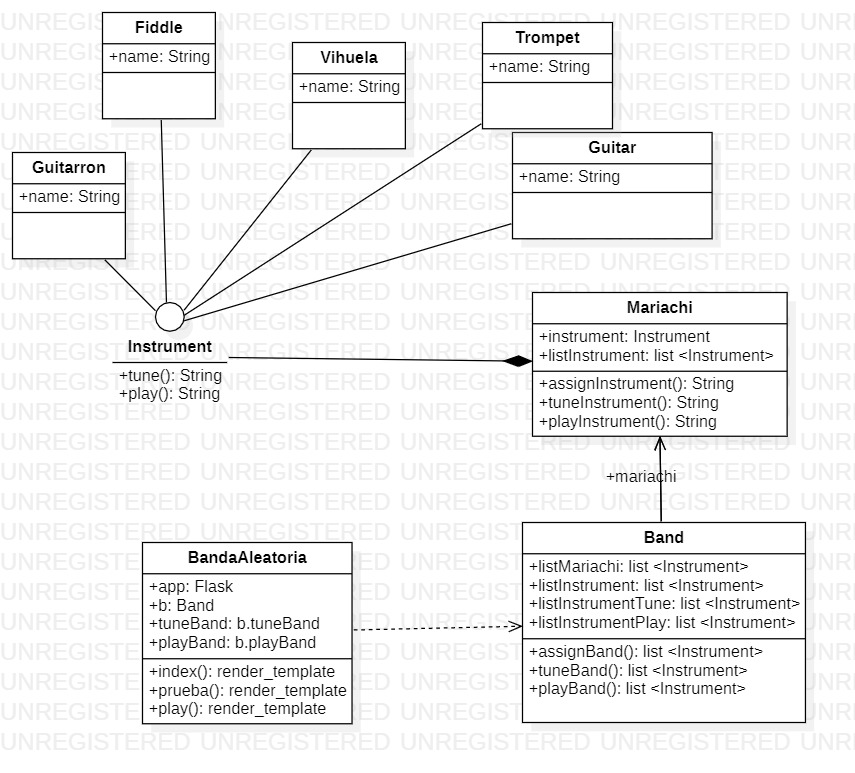 Fiddle
+name: String
Vihuela
+name: String
Trompet
+name: String
Guitar
+name: String
Guitarron
+name: String
Instrument
+tune(): String
+play(): String
Mariachi
+instrument: Instrument
+listInstrument: list <Instrument>
+assignInstrument(): String
+tuneInstrument(): String
+playInstrument(): String
+mariachi
Band
+listMariachi: list <Instrument>
+listInstrument: list <Instrument>
+listInstrumentTune: list <Instrument>
+listInstrumentPlay: list <Instrument>
+assignBand(): list <Instrument>
+tuneBand(): list <Instrument>
+playBand(): list <Instrument>
BandaAleatoria
+app: Flask
+b: Band
+tuneBand: b.tuneBand
+playBand: b.playBand
+index(): render_template
+prueba(): render_template
+play(): render_template
UNREGISTERED